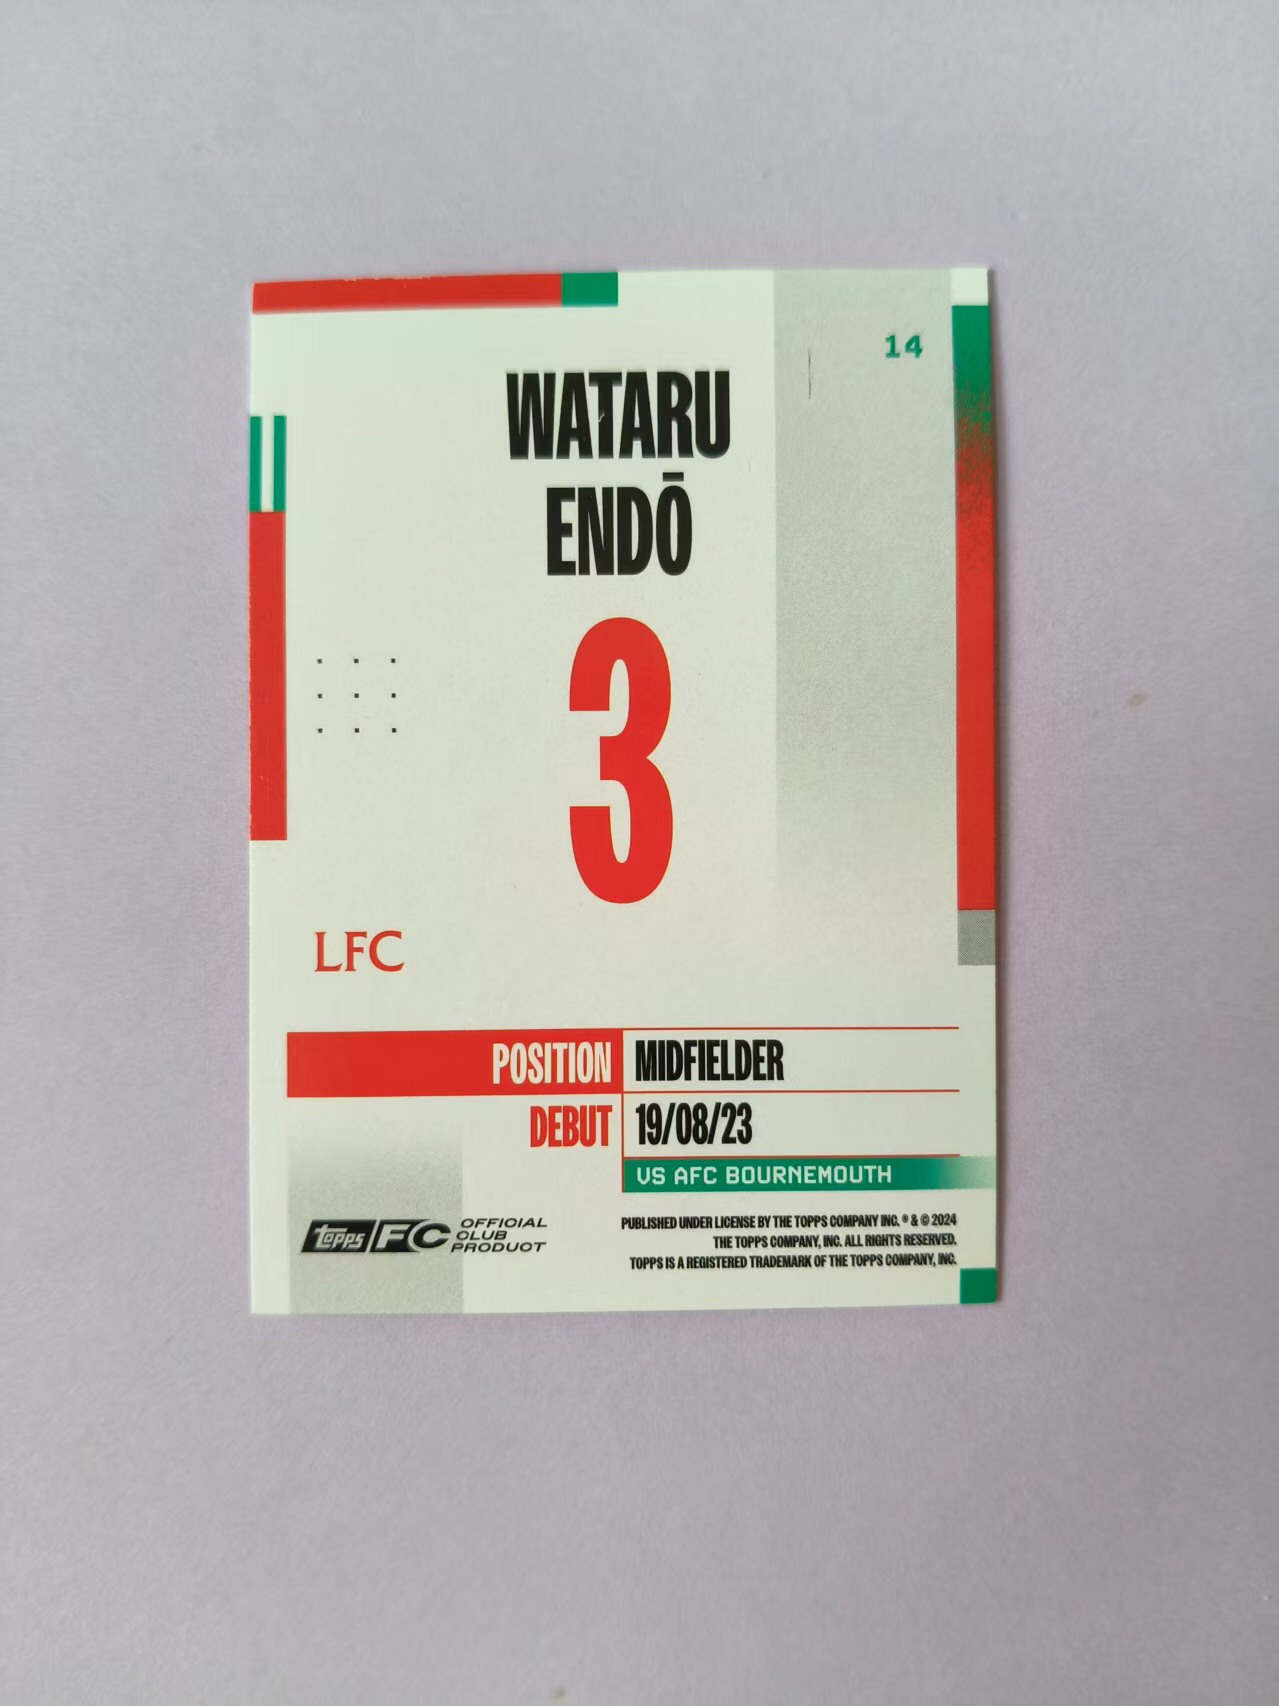 14
WATARU
ENDŌ
3
LFC
POSITION MIDFIELDER
DEBUT 19/08/23
VS AFC BOURNEMOUTH
topps FC OFFICIAL
CLUB
PRODUCT
PUBLISHED UNDER LICENSE BY THE TOPPS COMPANY INC. ® & © 2024
THE TOPPS COMPANY, INC. ALL RIGHTS RESERVED.
TOPPS IS A REGISTERED TRADEMARK OF THE TOPPS COMPANY, INC.